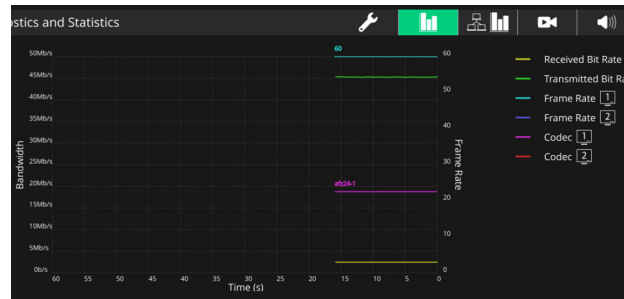 ostics and Statistics
60
50Mb/s
45Mb/s
40Mb/s
35Mb/s
30Mb/s
25Mb/s
20Mb/s
15Mb/s
10Mb/s
5Mb/s
0b/s
Bandwidth
afz24-1
60
50
40
30
20
10
0
Frame Rate
60 55 50 45 40 35 30 25 20 15 10 5 0
Time (s)
Received Bit Rate
Transmitted Bit Ra
Frame Rate 1
Frame Rate 2
Codec 1
Codec 2